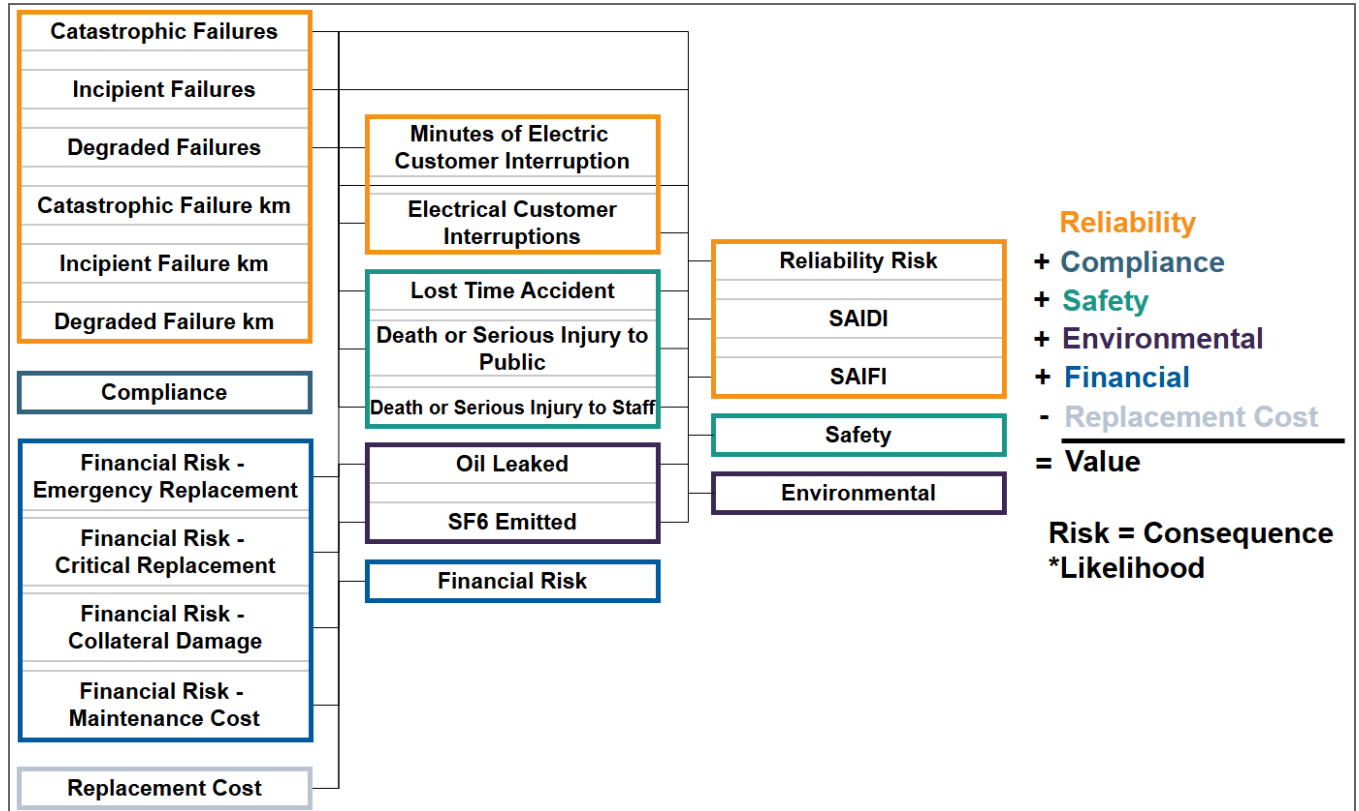 Catastrophic Failures
Incipient Failures
Degraded Failures
Catastrophic Failure km
Incipient Failure km
Degraded Failure km
Compliance
Financial Risk -
Emergency Replacement
Financial Risk -
Critical Replacement
Financial Risk -
Collateral Damage
Financial Risk -
Maintenance Cost
Replacement Cost
Minutes of Electric
Customer Interruption
Electrical Customer
Interruptions
Lost Time Accident
Death or Serious Injury to
Public
Death or Serious Injury to Staff
Oil Leaked
SF6 Emitted
Financial Risk
Reliability Risk
SAIDI
SAIFI
Safety
Environmental
Reliability
+ Compliance
+ Safety
+ Environmental
+ Financial
- Replacement Cost
= Value
Risk = Consequence
*Likelihood